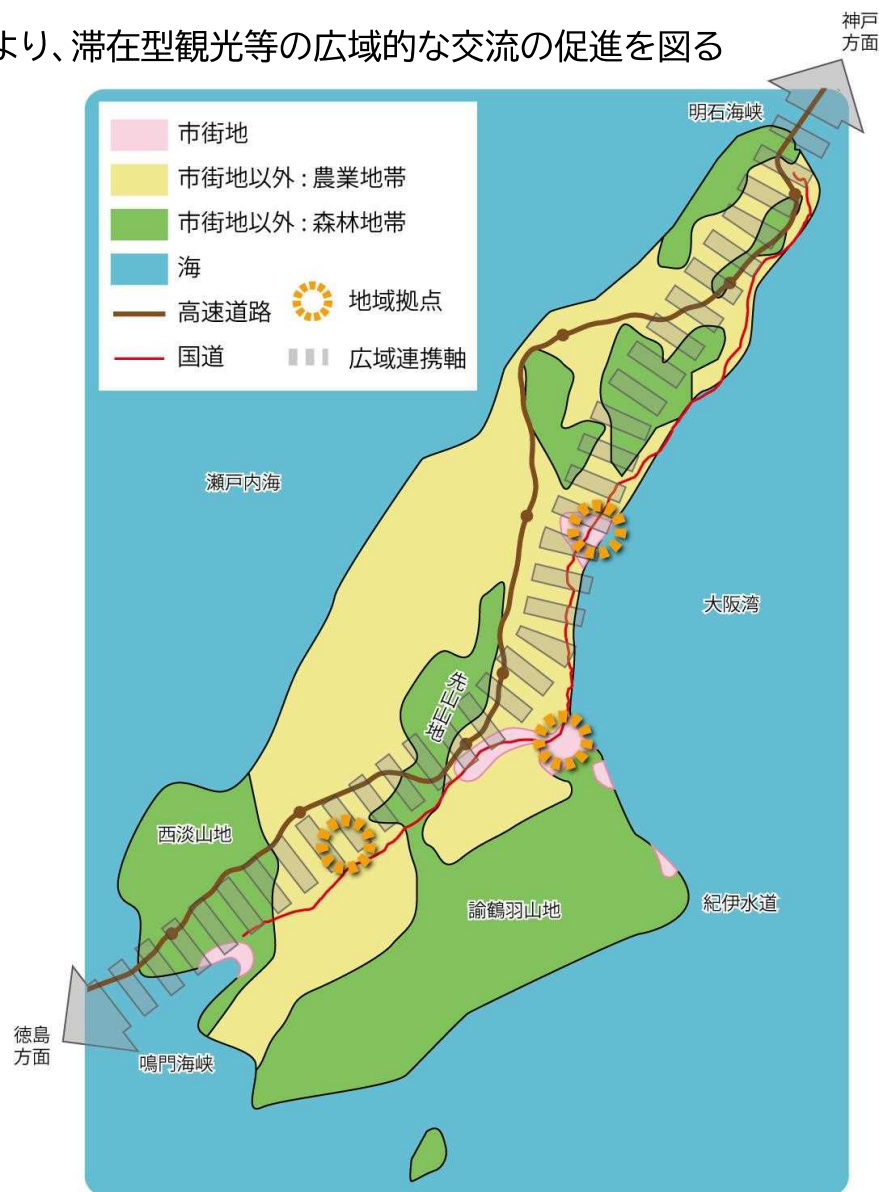 より、滞在型観光等の広域的な交流の促進を図る
神戸
方面
明石海峡
市街地
市街地以外:農業地帯
市街地以外:森林地帯
海
高速道路
地域拠点
国道
広域連携軸
瀬戸内海
大阪湾
先山山地
西淡山地
諭鶴羽山地
紀伊水道
徳島
方面
鳴門海峡